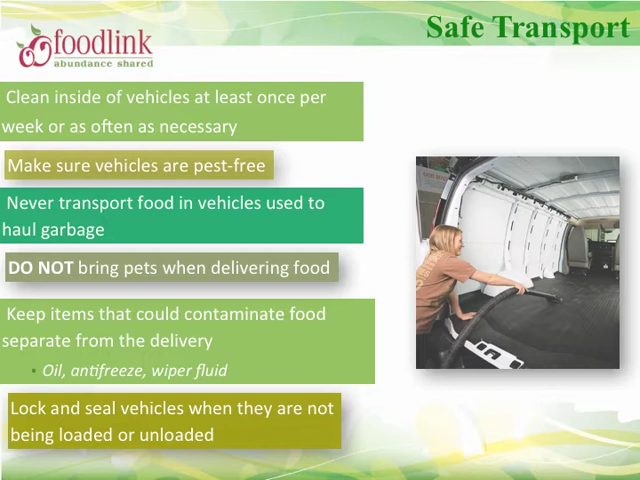 Safe Transport
foodlink
abundance shared
Clean inside of vehicles at least once per
week or as often as necessary
Make sure vehicles are pest-free
Never transport food in vehicles used to
haul garbage
DO NOT bring pets when delivering food
Keep items that could contaminate food
separate from the delivery
• Oil, antifreeze, wiper fluid
Lock and seal vehicles when they are not
being loaded or unloaded